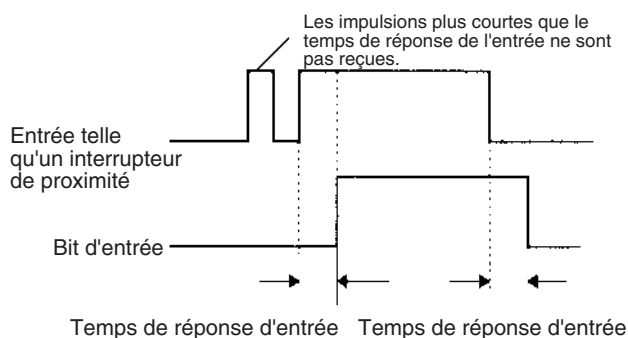 Les impulsions plus courtes que le
temps de réponse de l'entrée ne sont
pas reçues.
Entrée telle
qu'un interrupteur
de proximité
Bit d'entrée
Temps de réponse d'entrée Temps de réponse d'entrée